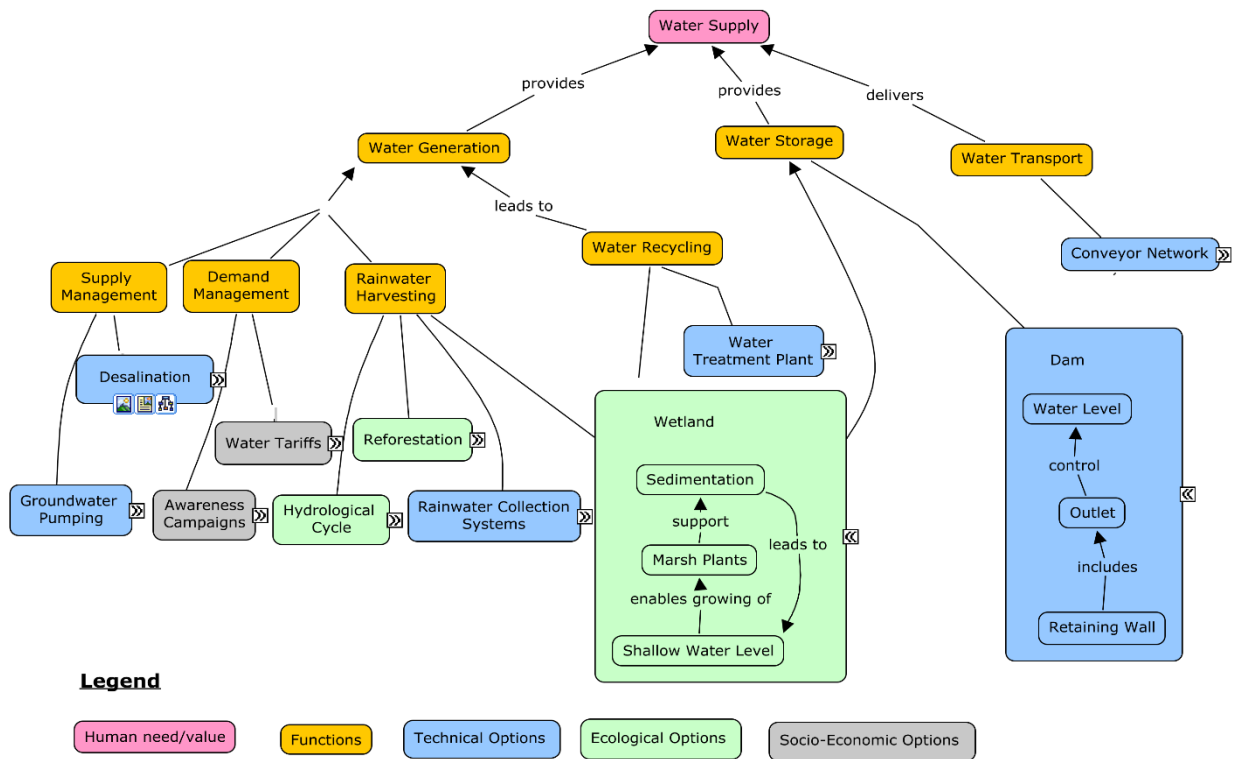 Water Supply
provides
provides
delivers
Water Generation
Water Storage
Water Transport
leads to
Water Recycling
Conveyor Network
Supply
Management
Demand
Management
Rainwater
Harvesting
Water
Treatment Plant
Desalination
Water Tariffs
Reforestation
Groundwater
Pumping
Awareness
Campaigns
Hydrological
Cycle
Rainwater Collection
Systems
Wetland
Sedimentation
support
leads to
Marsh Plants
enables growing of
Shallow Water Level
Dam
Water Level
control
Outlet
includes
Retaining Wall
Legend
Human need/value
Functions
Technical Options
Ecological Options
Socio-Economic Options